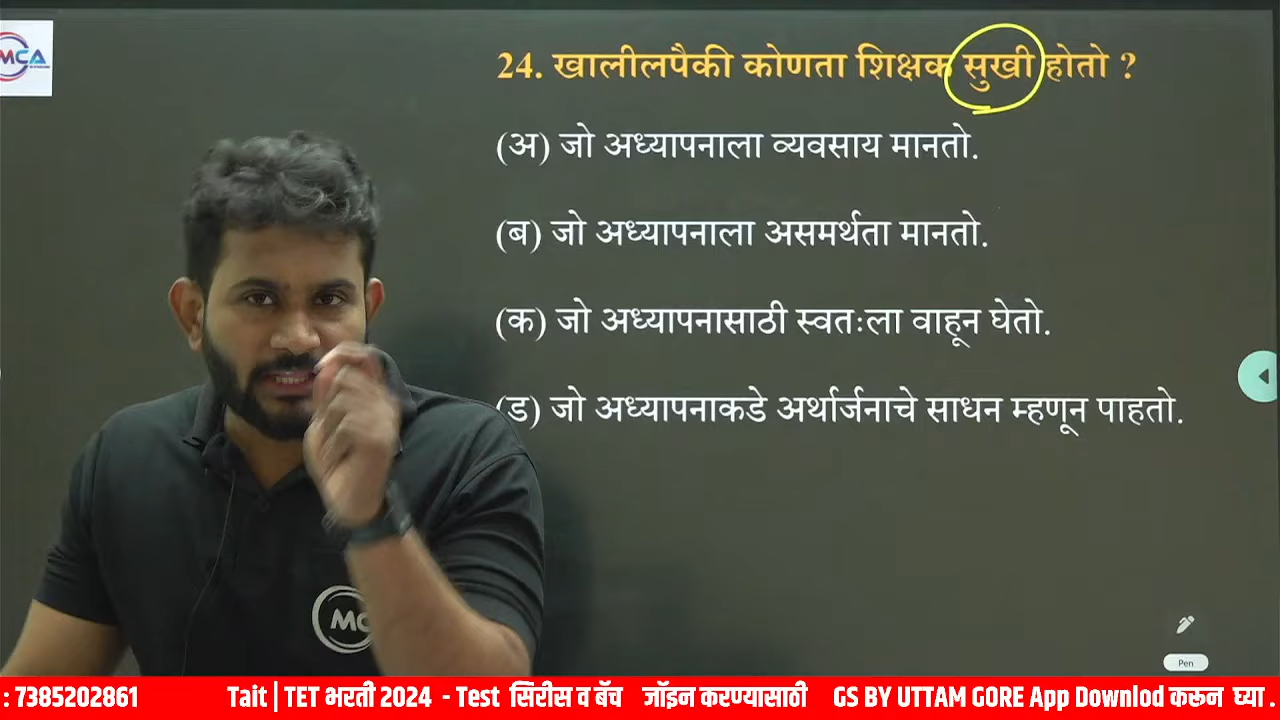 MCA
24. खालीलपैकी कोणता शिक्षक सुखी होतो ?
(अ) जो अध्यापनाला व्यवसाय मानतो.
(ब) जो अध्यापनाला असमर्थता मानतो.
(क) जो अध्यापनासाठी स्वतःला वाहून घेतो.
(ड) जो अध्यापनाकडे अर्थार्जनाचे साधन म्हणून पाहतो.
MC
Pen
: 7385202861 Tait | TET भरती 2024 - Test सिरीस व बॅच जॉइन करण्यासाठी GS BY UTTAM GORE App Downlod करून घ्या .